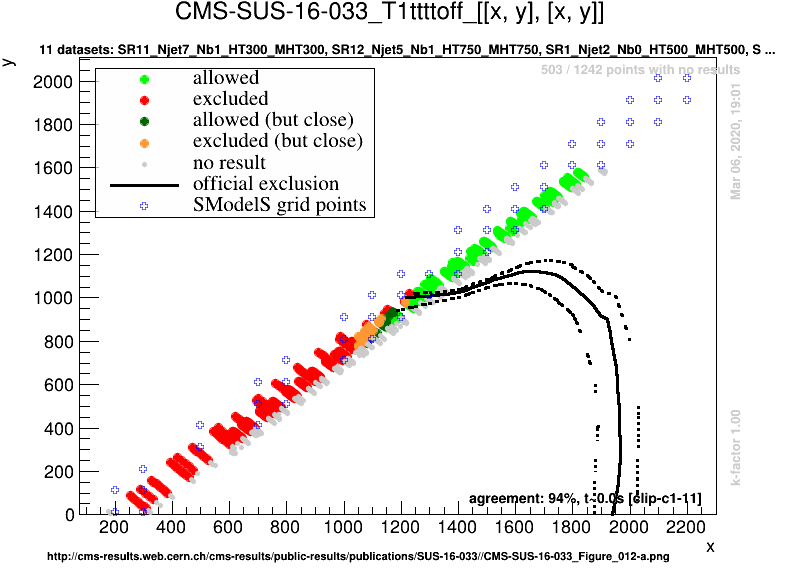 CMS-SUS-16-033_T1ttttoff_[[x, y], [x, y]]
11 datasets: SR11_Njet7_Nb1_HT300_MHT300, SR12_Njet5_Nb1_HT750_MHT750, SR1_Njet2_Nb0_HT500_MHT500, S ...
y
503 / 1242 points with no results
allowed
excluded
allowed (but close)
excluded (but close)
no result
official exclusion
SModelS grid points
Mar 06, 2020, 19:01
k-factor 1.00
2000
1800
1600
1400
1200
1000
800
600
400
200
0
agreement: 94%, t~0.0s [clip-c1-11]
200 400 600 800 1000 1200 1400 1600 1800 2000 2200
x
http://cms-results.web.cern.ch/cms-results/public-results/publications/SUS-16-033//CMS-SUS-16-033_Figure_012-a.png